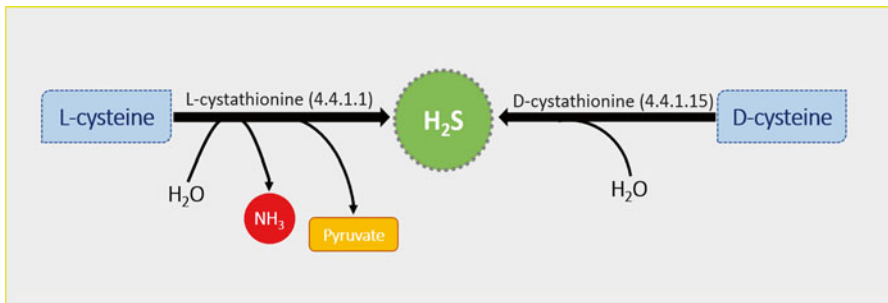 L-cysteine
L-cystathionine (4.4.1.1)
H₂S
D-cystathionine (4.4.1.15)
D-cysteine
H₂O
NH₃
Pyruvate
H₂O